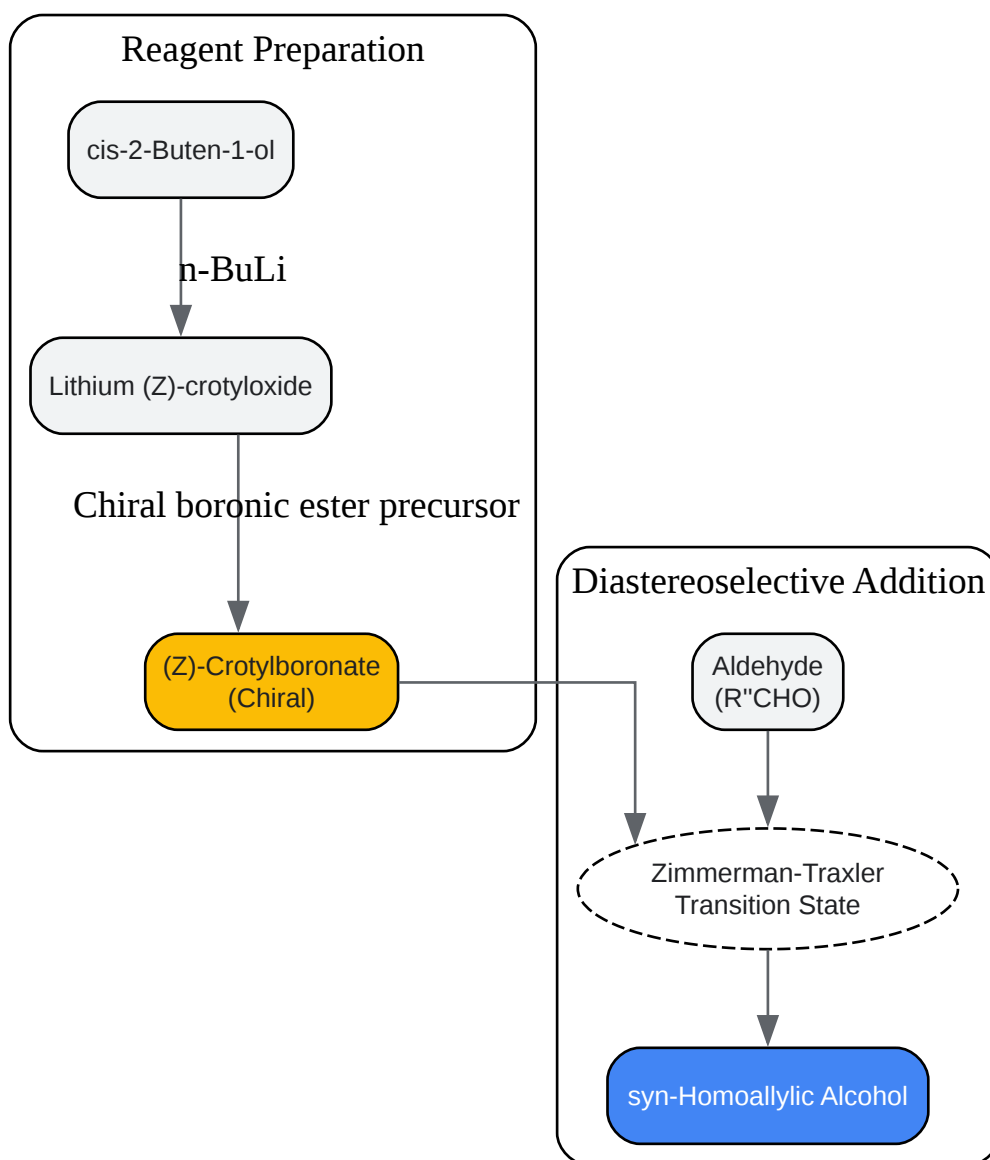 Reagent Preparation
cis-2-Buten-1-ol
n-BuLi
Lithium (Z)-crotyloxide
Chiral boronic ester precursor
(Z)-Crotylboronate
(Chiral)
Diastereoselective Addition
Aldehyde
(R"CHO)
Zimmerman-Traxler
Transition State
syn-Homoallylic Alcohol